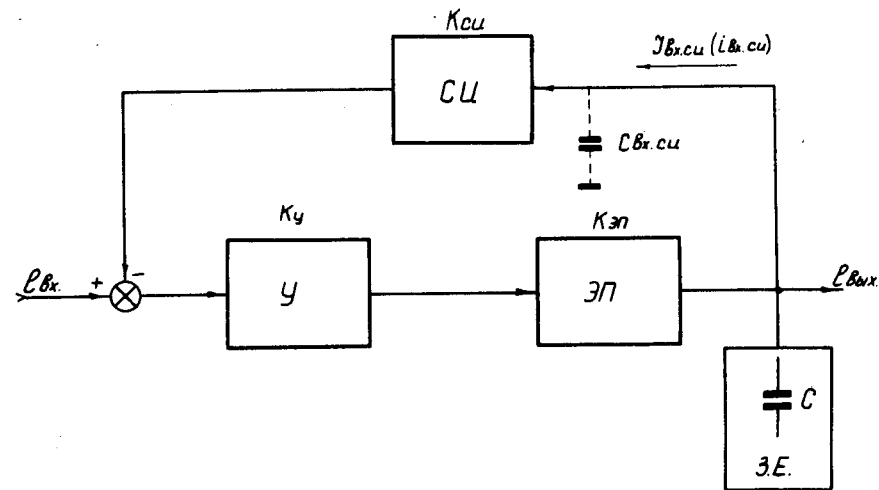 Kси
Iвх.си (iвх.си)
СИ
Cвх.си
Kу
Kэп
eвх.
+
-
У
ЭП
eвых.
C
З.Е.